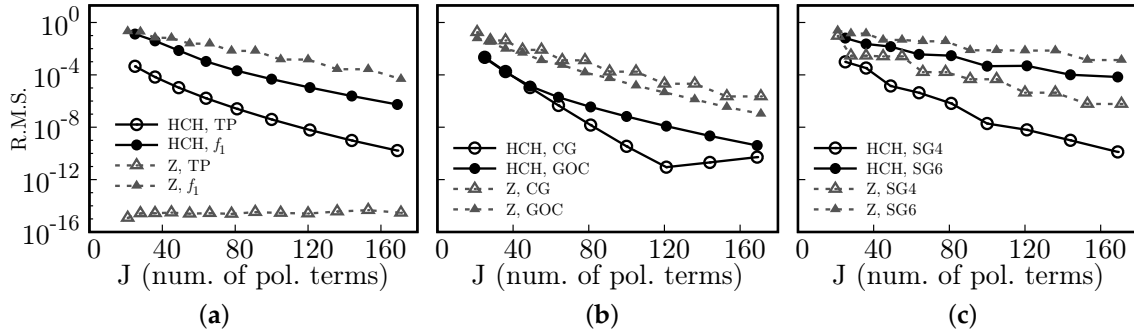 R.M.S.
10^0
10^-4
10^-8
10^-12
10^-16
HCH, TP
HCH, f_1
Z, TP
Z, f_1
0 40 80 120 160
J (num. of pol. terms)
(a)
HCH, CG
HCH, GOC
Z, CG
Z, GOC
0 40 80 120 160
J (num. of pol. terms)
(b)
HCH, SG4
HCH, SG6
Z, SG4
Z, SG6
0 40 80 120 160
J (num. of pol. terms)
(c)